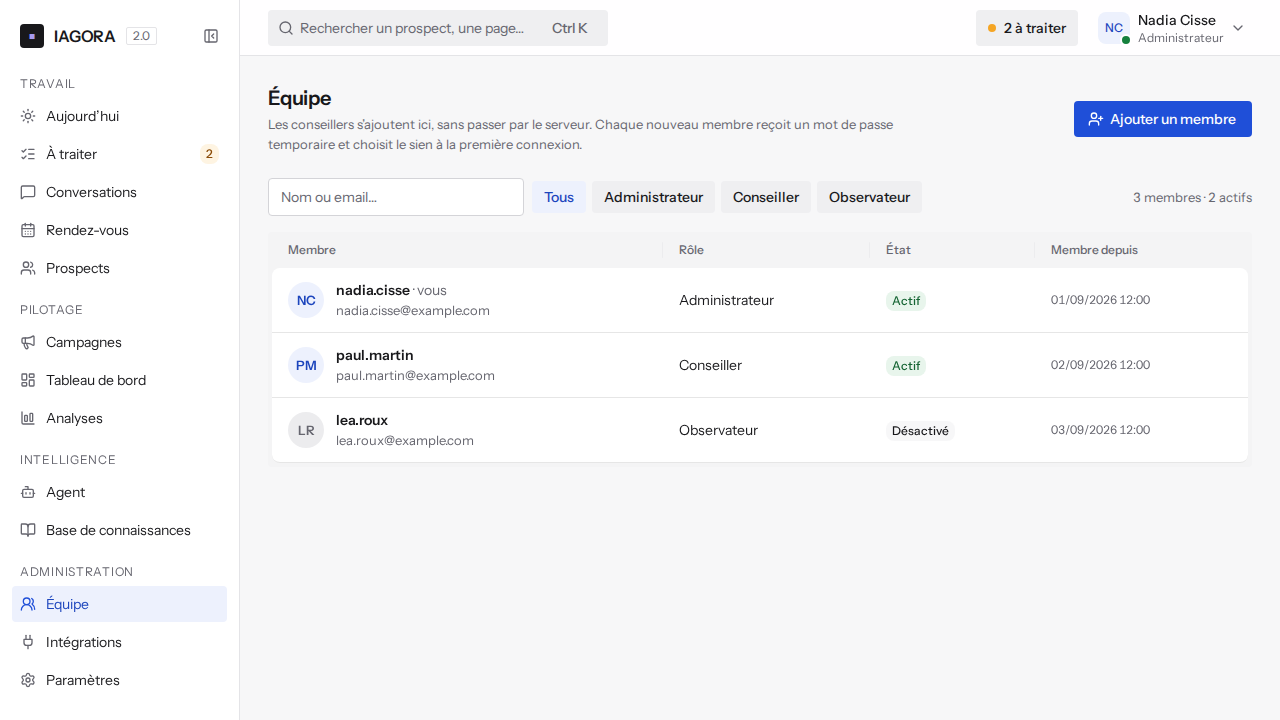 IAGORA 2.0
TRAVAIL
Aujourd'hui
À traiter 2
Conversations
Rendez-vous
Prospects
PILOTAGE
Campagnes
Tableau de bord
Analyses
INTELLIGENCE
Agent
Base de connaissances
ADMINISTRATION
Équipe
Intégrations
Paramètres
Rechercher un prospect, une page... Ctrl K
2 à traiter
NC Nadia Cisse
Administrateur
Équipe
Les conseillers s'ajoutent ici, sans passer par le serveur. Chaque nouveau membre reçoit un mot de passe
temporaire et choisit le sien à la première connexion.
Ajouter un membre
Nom ou email... Tous Administrateur Conseiller Observateur 3 membres · 2 actifs
Membre Rôle État Membre depuis
NC nadia.cisse · vous Administrateur Actif 01/09/2026 12:00
nadia.cisse@example.com
PM paul.martin Conseiller Actif 02/09/2026 12:00
paul.martin@example.com
LR lea.roux Observateur Désactivé 03/09/2026 12:00
lea.roux@example.com